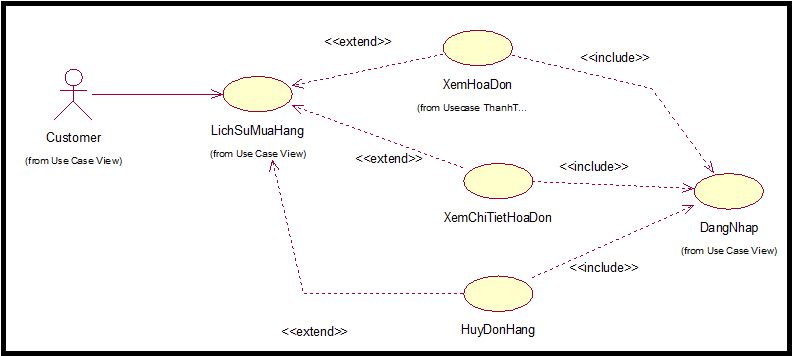 <<extend>>
<<include>>
XemHoaDon
(from Usecase ThanhT...
Customer
(from Use Case View)
LichSuMuaHang
(from Use Case View)
<<extend>>
<<include>>
XemChiTietHoaDon
DangNhap
(from Use Case View)
<<include>>
<<extend>>
HuyDonHang